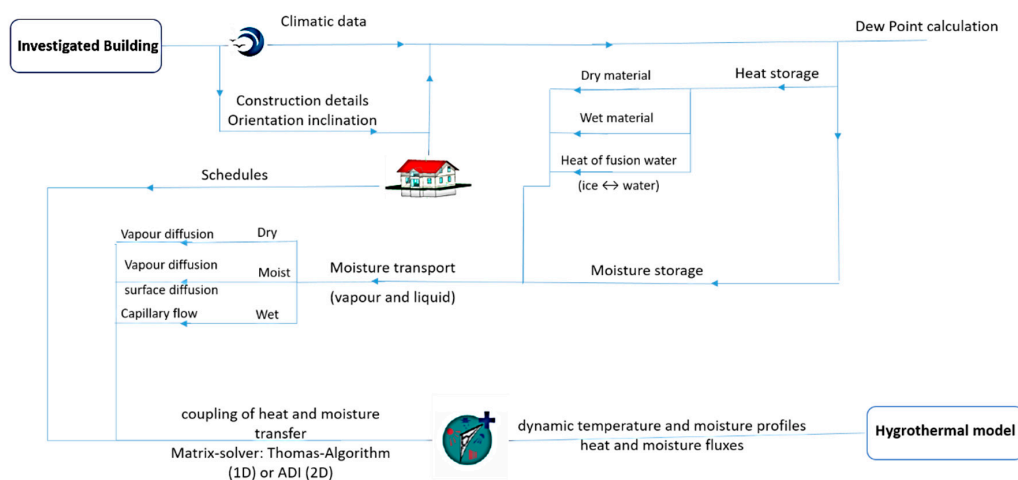 Climatic data
Dew Point calculation
Investigated Building
Dry material
Heat storage
Construction details
Orientation inclination
Wet material
Heat of fusion water
(ice ↔ water)
Schedules
Vapour diffusion
Dry
Vapour diffusion
Moist
surface diffusion
Capillary flow
Wet
Moisture transport
(vapour and liquid)
Moisture storage
coupling of heat and moisture
transfer
Matrix-solver: Thomas-Algorithm
(1D) or ADI (2D)
dynamic temperature and moisture profiles
heat and moisture fluxes
Hygrothermal model